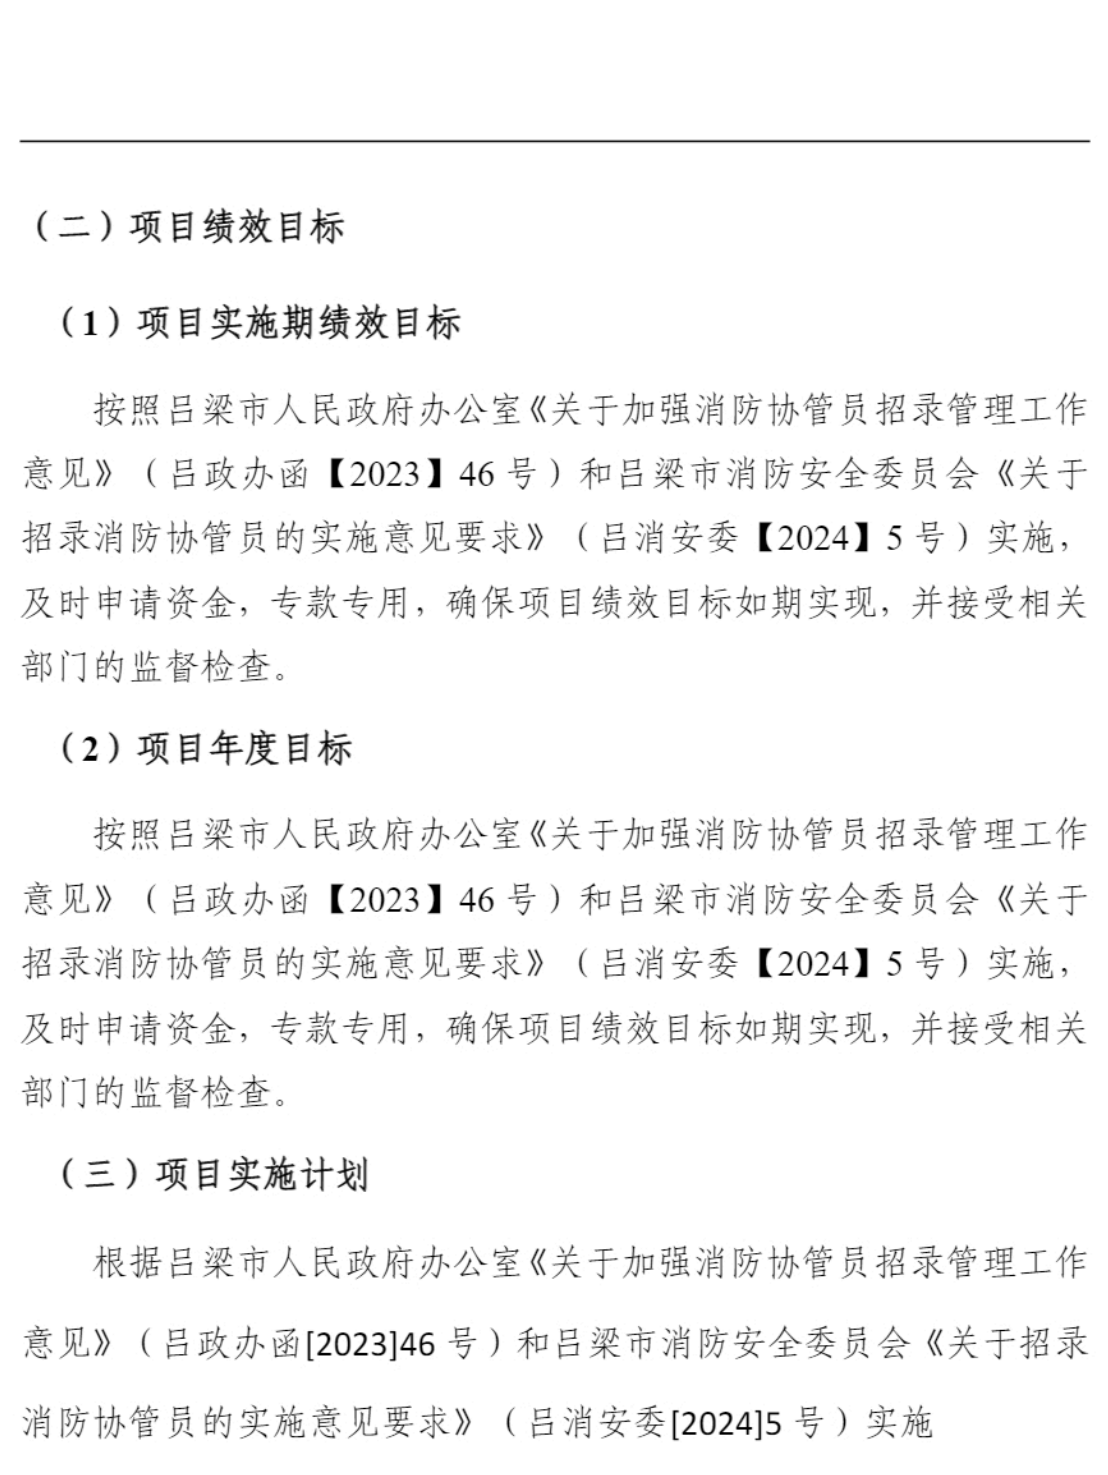 （二）项目绩效目标
（1）项目实施期绩效目标
按照吕梁市人民政府办公室《关于加强消防协管员招录管理工作
意见》（吕政办函【2023】46 号）和吕梁市消防安全委员会《关于
招录消防协管员的实施意见要求》（吕消安委【2024】5 号）实施，
及时申请资金，专款专用，确保项目绩效目标如期实现，并接受相关
部门的监督检查。
（2）项目年度目标
按照吕梁市人民政府办公室《关于加强消防协管员招录管理工作
意见》（吕政办函【2023】46 号）和吕梁市消防安全委员会《关于
招录消防协管员的实施意见要求》（吕消安委【2024】5 号）实施，
及时申请资金，专款专用，确保项目绩效目标如期实现，并接受相关
部门的监督检查。
（三）项目实施计划
根据吕梁市人民政府办公室《关于加强消防协管员招录管理工作
意见》（吕政办函[2023]46 号）和吕梁市消防安全委员会《关于招录
消防协管员的实施意见要求》（吕消安委[2024]5 号）实施